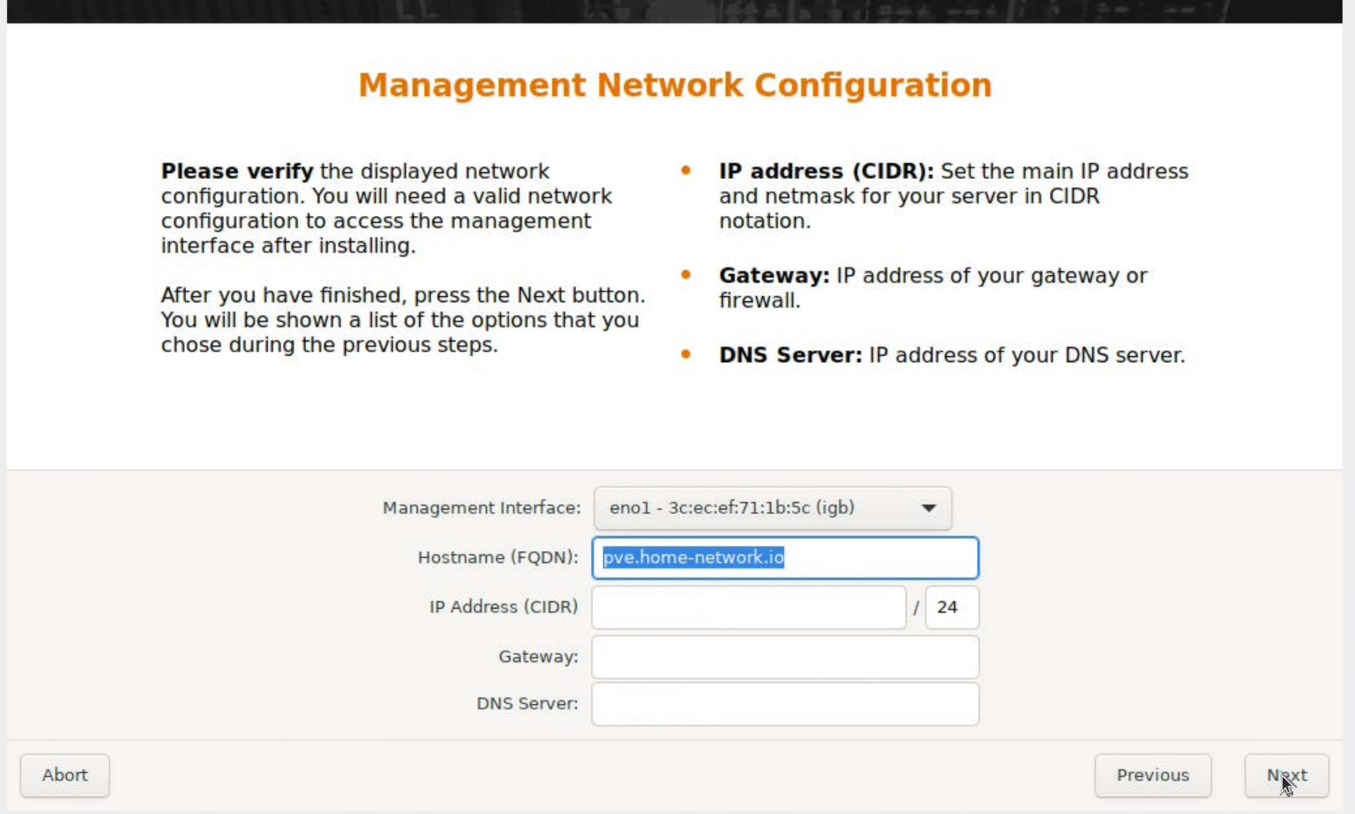 Management Network Configuration
Please verify the displayed network
configuration. You will need a valid network
configuration to access the management
interface after installing.
After you have finished, press the Next button.
You will be shown a list of the options that you
chose during the previous steps.
• IP address (CIDR): Set the main IP address
and netmask for your server in CIDR
notation.
• Gateway: IP address of your gateway or
firewall.
• DNS Server: IP address of your DNS server.
Management Interface: eno1 - 3c:ec:ef:71:1b:5c (igb)
Hostname (FQDN): pve.home-network.io
IP Address (CIDR) / 24
Gateway:
DNS Server:
Abort Previous Next